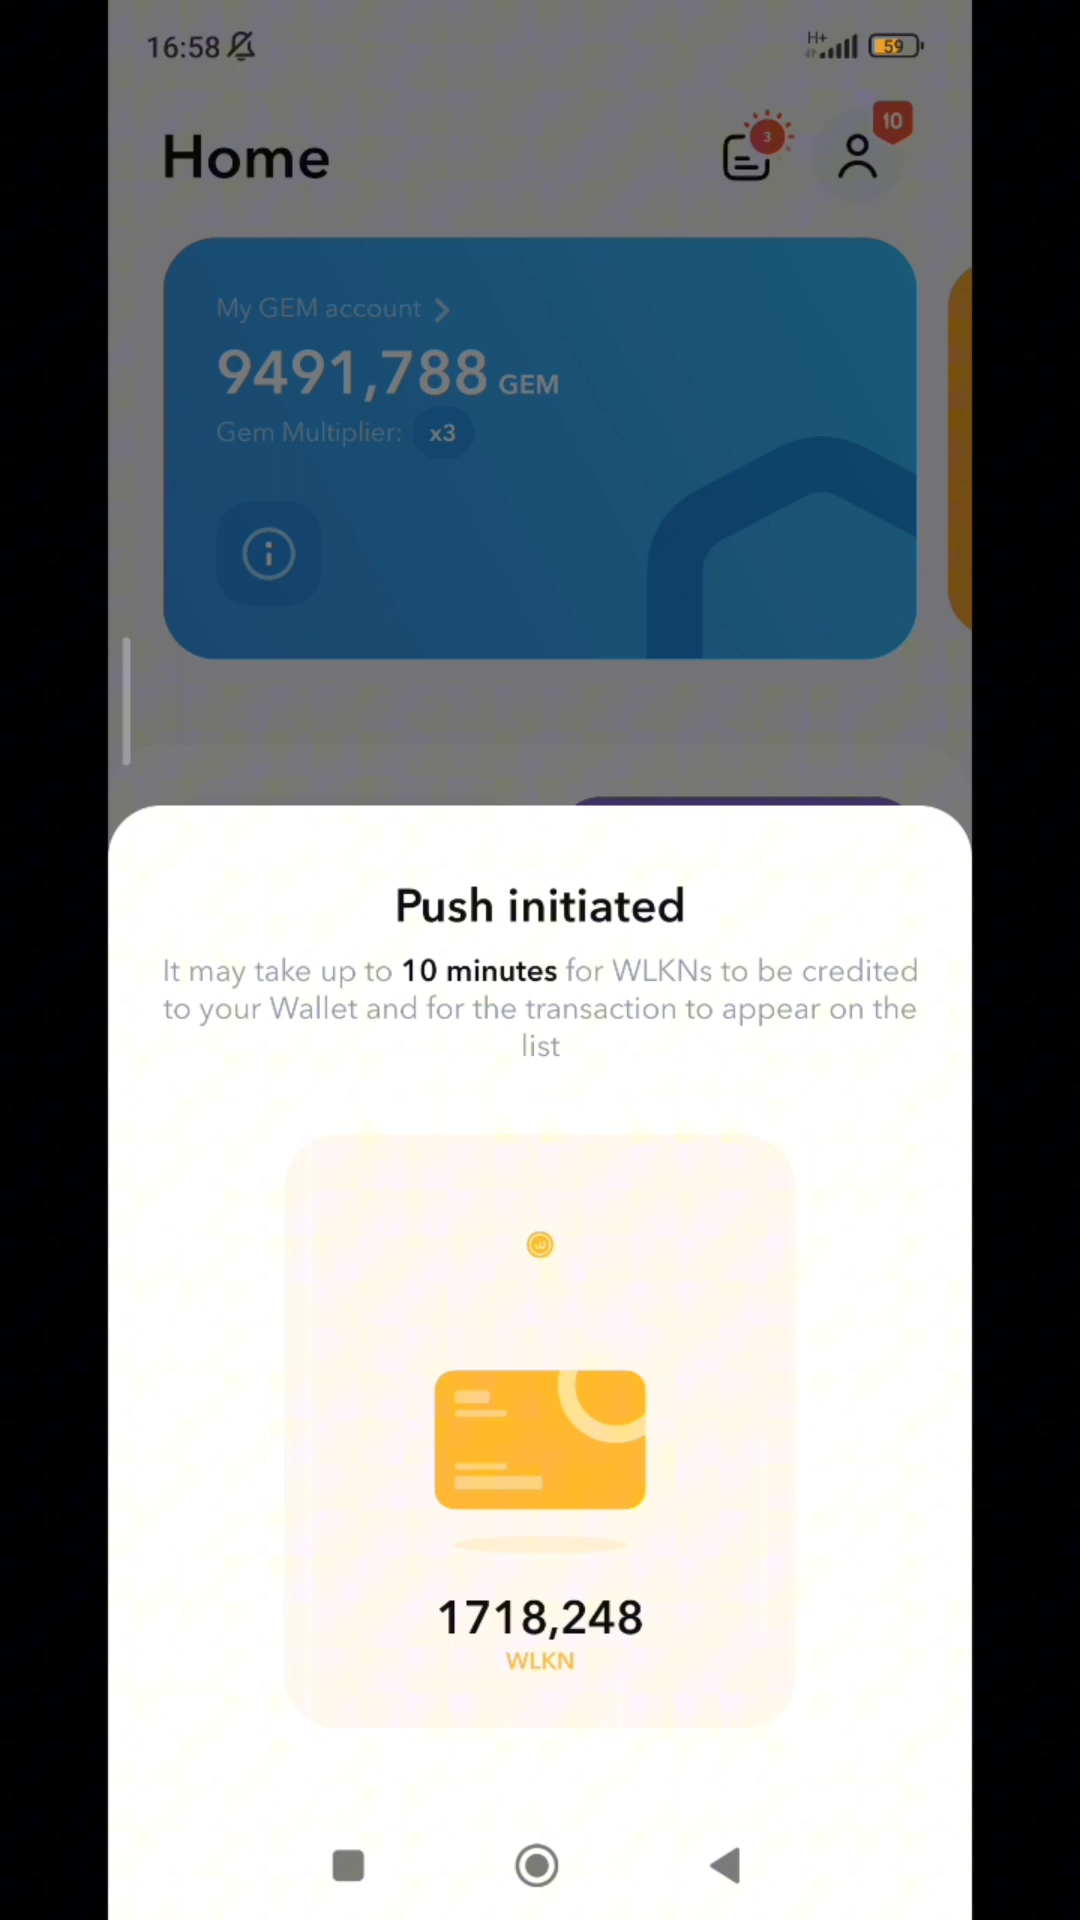 16:58
H+
59
Home
3
10
My GEM account
9491,788 GEM
Gem Multiplier: x3
Push initiated
It may take up to 10 minutes for WLKNs to be credited
to your Wallet and for the transaction to appear on the
list
1718,248
WLKN